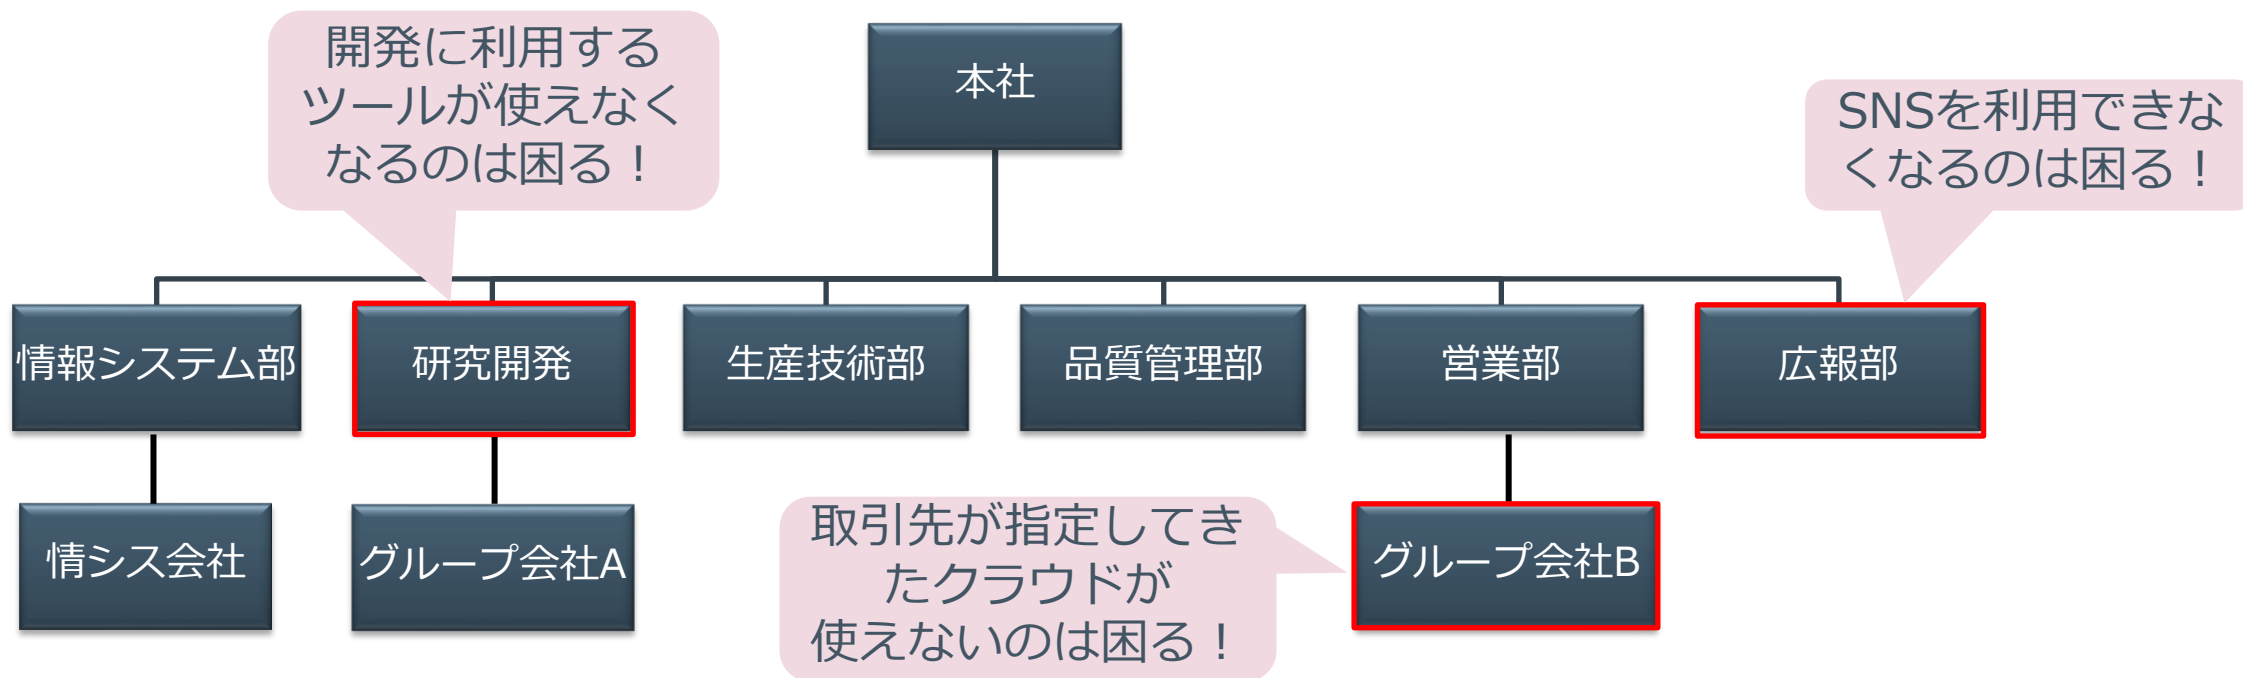 開発に利用する
ツールが使えなく
なるのは困る！
本社
SNSを利用できな
くなるのは困る！
情報システム部
研究開発
生産技術部
品質管理部
営業部
広報部
情シス会社
グループ会社A
取引先が指定してき
たクラウドが
使えないのは困る！
グループ会社B